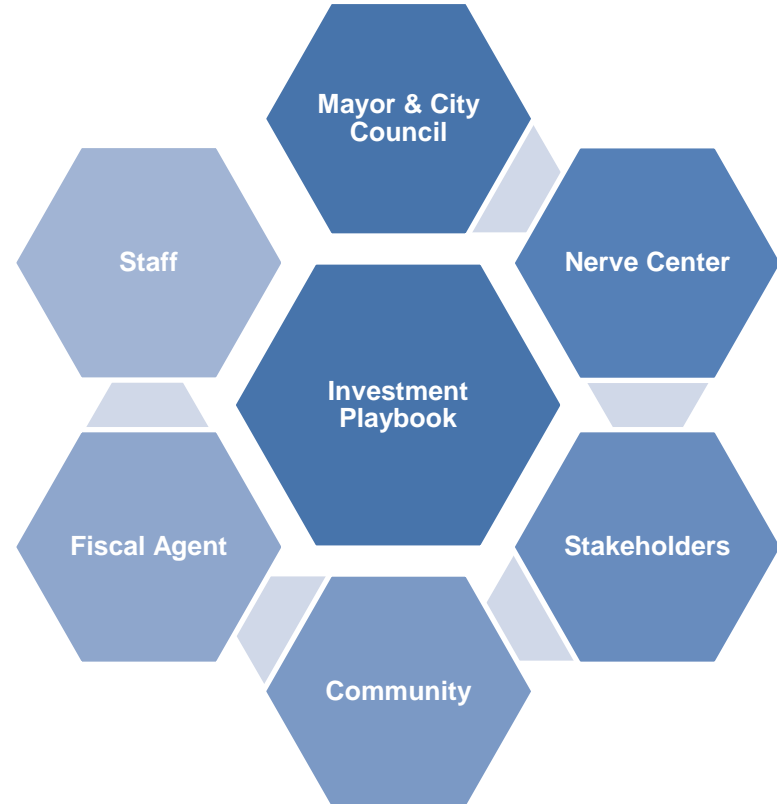 Mayor & City
Council
Staff
Nerve Center
Investment
Playbook
Fiscal Agent
Stakeholders
Community